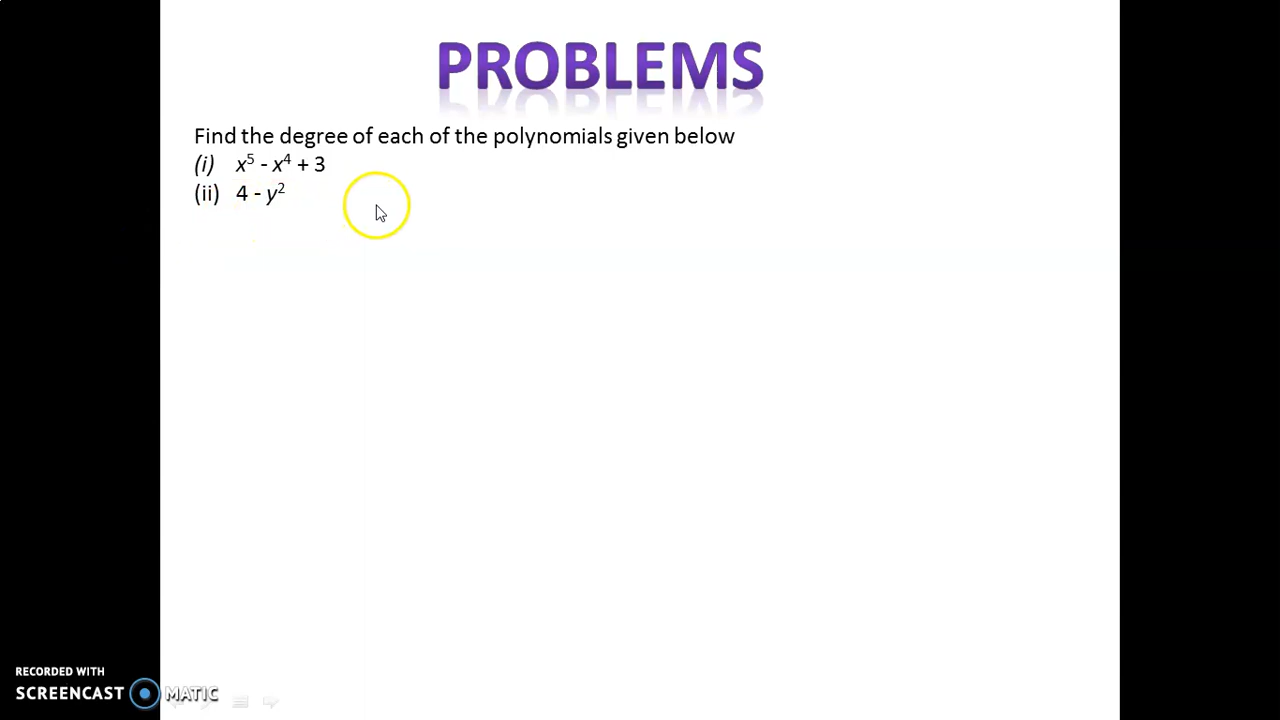 PROBLEMS
Find the degree of each of the polynomials given below
(i) x⁵ - x⁴ + 3
(ii) 4 - y²
RECORDED WITH
SCREENCAST MATIC